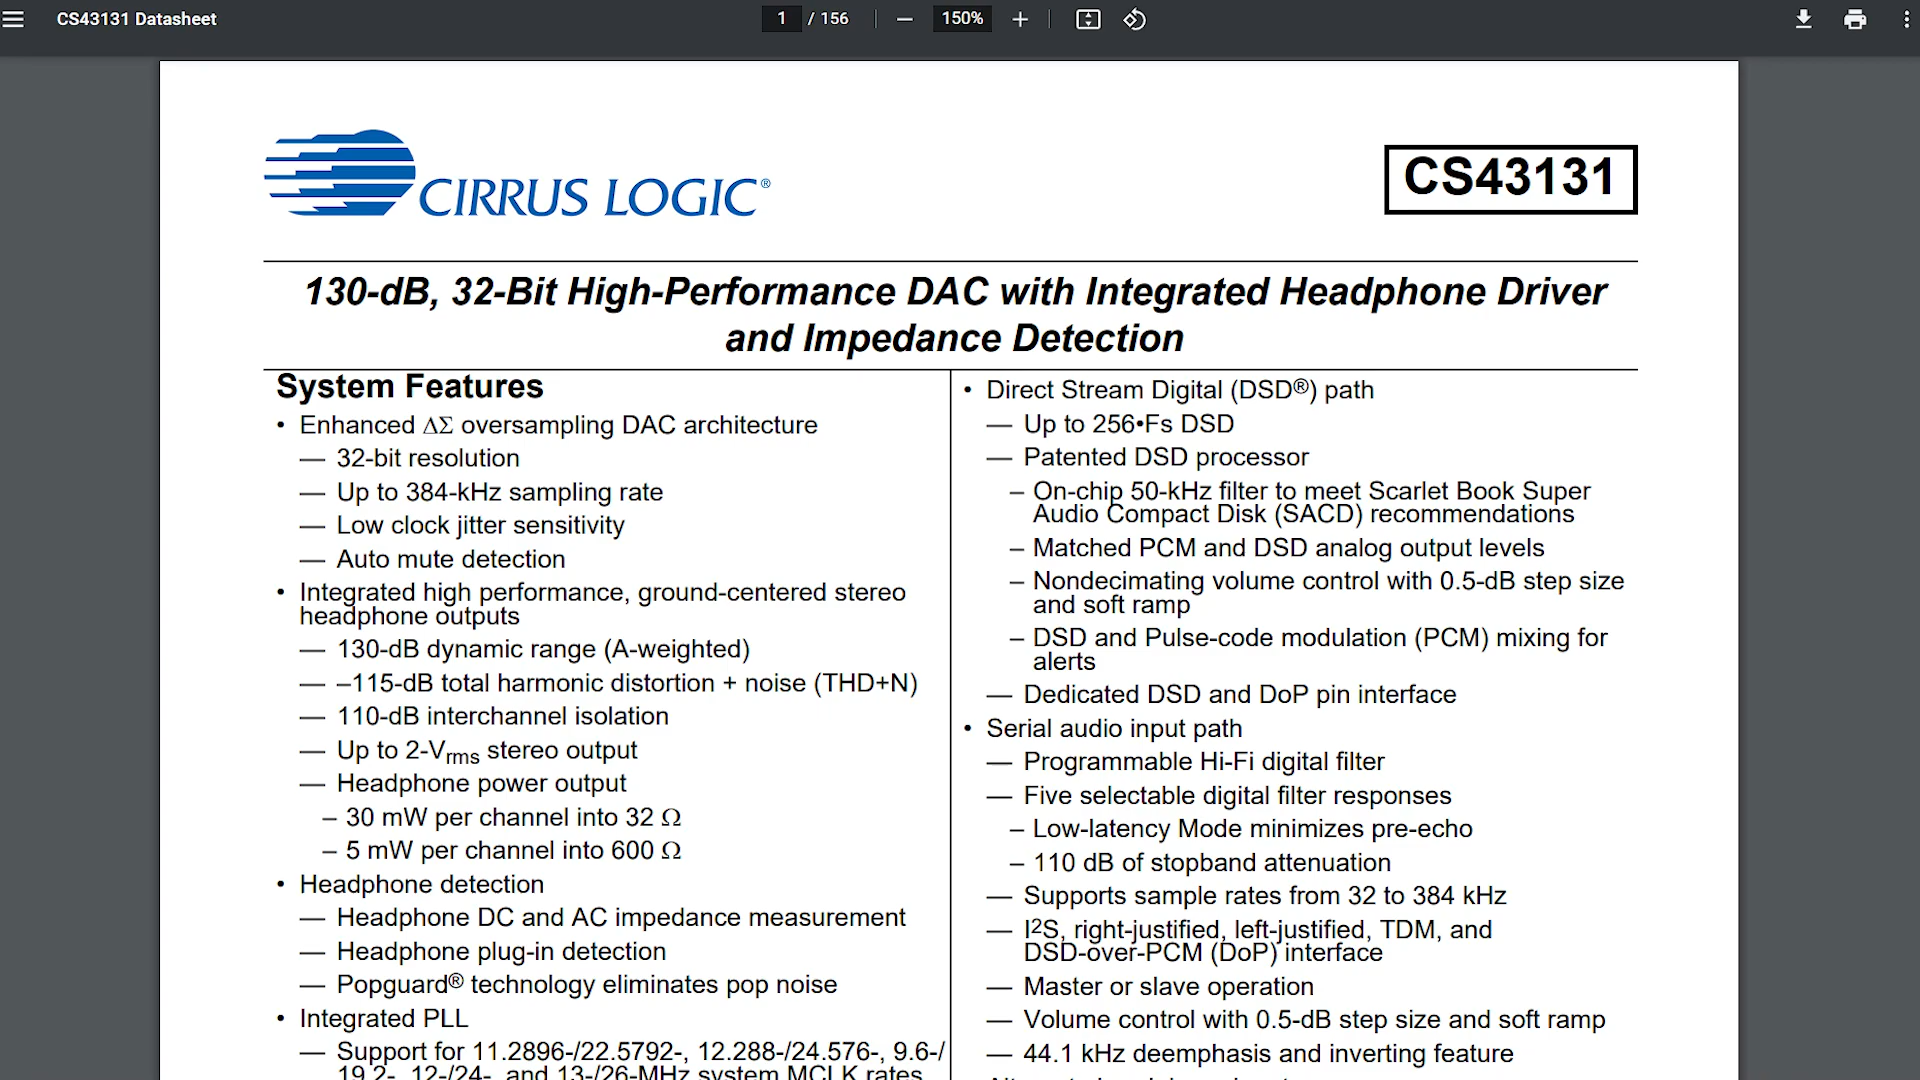 CS43131 Datasheet
1 / 156
150%
CIRRUS LOGIC®
CS43131
130-dB, 32-Bit High-Performance DAC with Integrated Headphone Driver
and Impedance Detection
System Features
• Enhanced ΔΣ oversampling DAC architecture
— 32-bit resolution
— Up to 384-kHz sampling rate
— Low clock jitter sensitivity
— Auto mute detection
• Integrated high performance, ground-centered stereo
headphone outputs
— 130-dB dynamic range (A-weighted)
— –115-dB total harmonic distortion + noise (THD+N)
— 110-dB interchannel isolation
— Up to 2-Vrms stereo output
— Headphone power output
– 30 mW per channel into 32 Ω
– 5 mW per channel into 600 Ω
• Headphone detection
— Headphone DC and AC impedance measurement
— Headphone plug-in detection
— Popguard® technology eliminates pop noise
• Integrated PLL
— Support for 11.2896-/22.5792-, 12.288-/24.576-, 9.6-/
19.2-, 12-/24-, and 13-/26-MHz system MCLK rates
• Direct Stream Digital (DSD®) path
— Up to 256•Fs DSD
— Patented DSD processor
– On-chip 50-kHz filter to meet Scarlet Book Super
Audio Compact Disk (SACD) recommendations
– Matched PCM and DSD analog output levels
– Nondecimating volume control with 0.5-dB step size
and soft ramp
– DSD and Pulse-code modulation (PCM) mixing for
alerts
— Dedicated DSD and DoP pin interface
• Serial audio input path
— Programmable Hi-Fi digital filter
— Five selectable digital filter responses
– Low-latency Mode minimizes pre-echo
– 110 dB of stopband attenuation
— Supports sample rates from 32 to 384 kHz
— I²S, right-justified, left-justified, TDM, and
DSD-over-PCM (DoP) interface
— Master or slave operation
— Volume control with 0.5-dB step size and soft ramp
— 44.1 kHz deemphasis and inverting feature